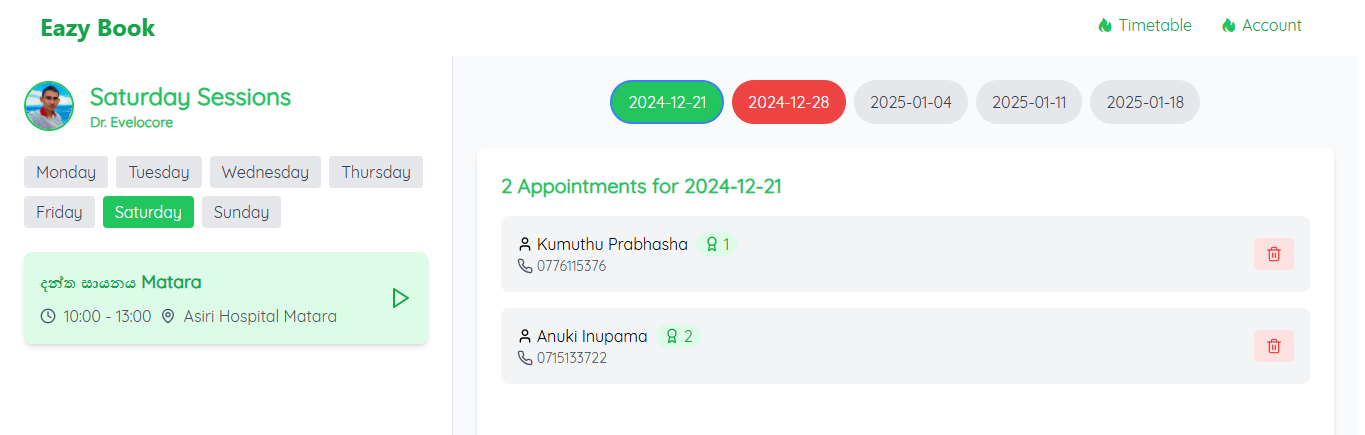 Eazy Book
Timetable Account
Saturday Sessions
Dr. Evelocore
Monday Tuesday Wednesday Thursday
Friday Saturday Sunday
දන්ත සායනය Matara
10:00 - 13:00 Asiri Hospital Matara
2024-12-21 2024-12-28 2025-01-04 2025-01-11 2025-01-18
2 Appointments for 2024-12-21
Kumuthu Prabhasha 1
0776115376
Anuki Inupama 2
0715133722